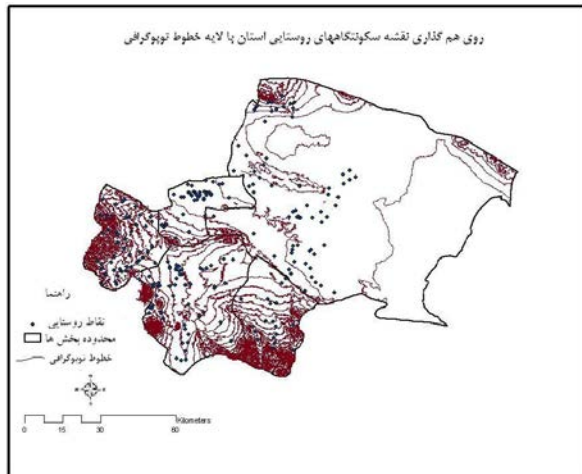 روی هم گذاری نقشه سکونتگاههای روستایی استان با لایه خطوط توپوگرافی
راهنما
نقاط روستایی
محدوده بخش ها
خطوط توپوگرافی
Kilometers
0 15 30 60